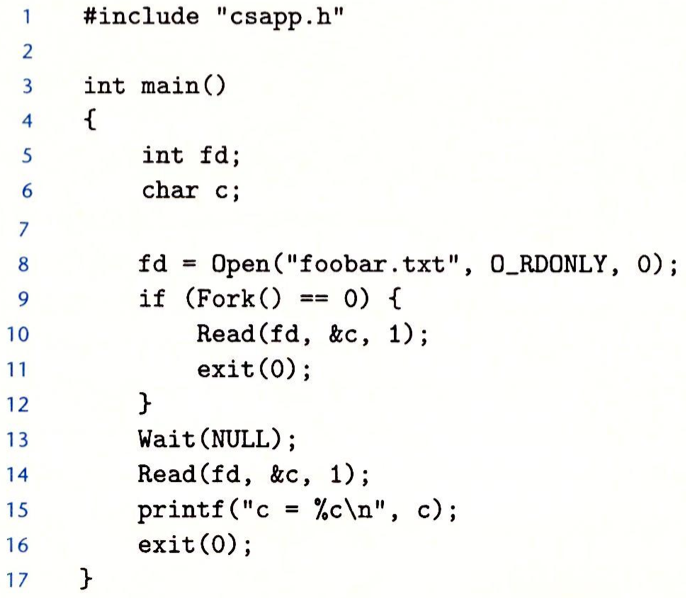 1 #include "csapp.h"
2
3 int main()
4 {
5 int fd;
6 char c;
7
8 fd = Open("foobar.txt", O_RDONLY, 0);
9 if (Fork() == 0) {
10 Read(fd, &c, 1);
11 exit(0);
12 }
13 Wait(NULL);
14 Read(fd, &c, 1);
15 printf("c = %c\n", c);
16 exit(0);
17 }